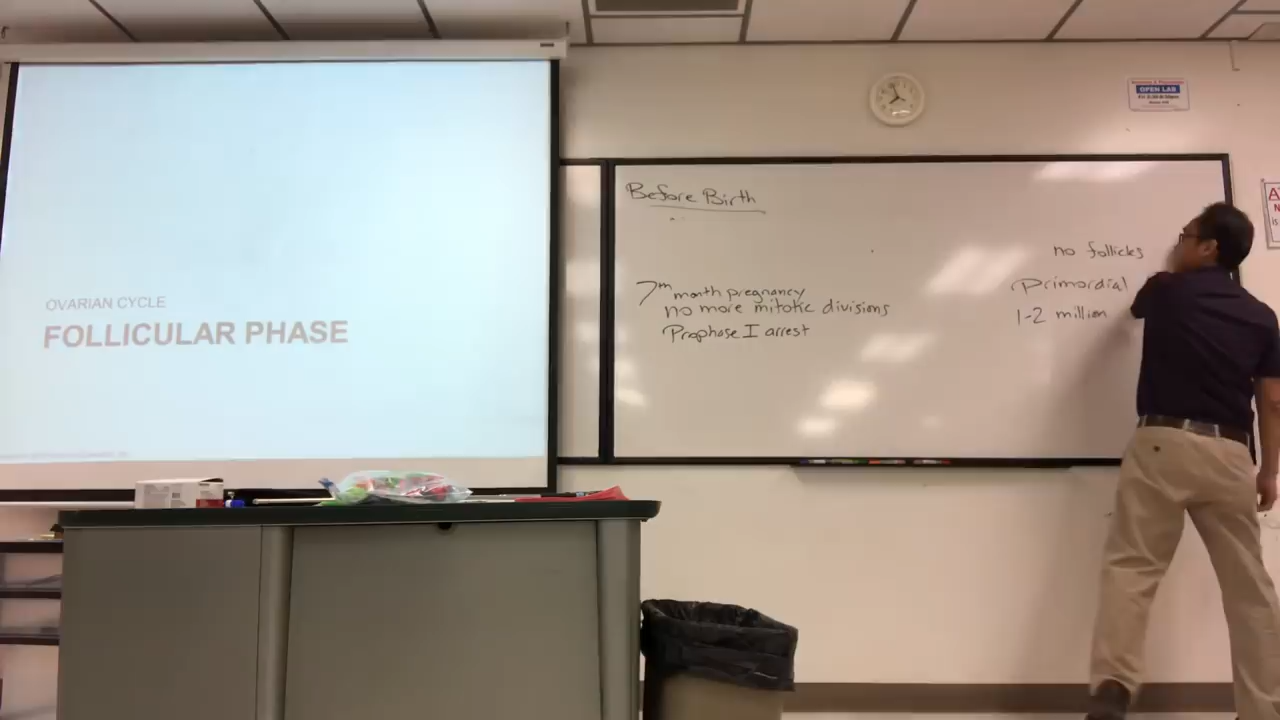 OVARIAN CYCLE
FOLLICULAR PHASE
Before Birth
7th month pregnancy
no more mitotic divisions
Prophase I arrest
no follicles
Primordial
1-2 million
OPEN LAB